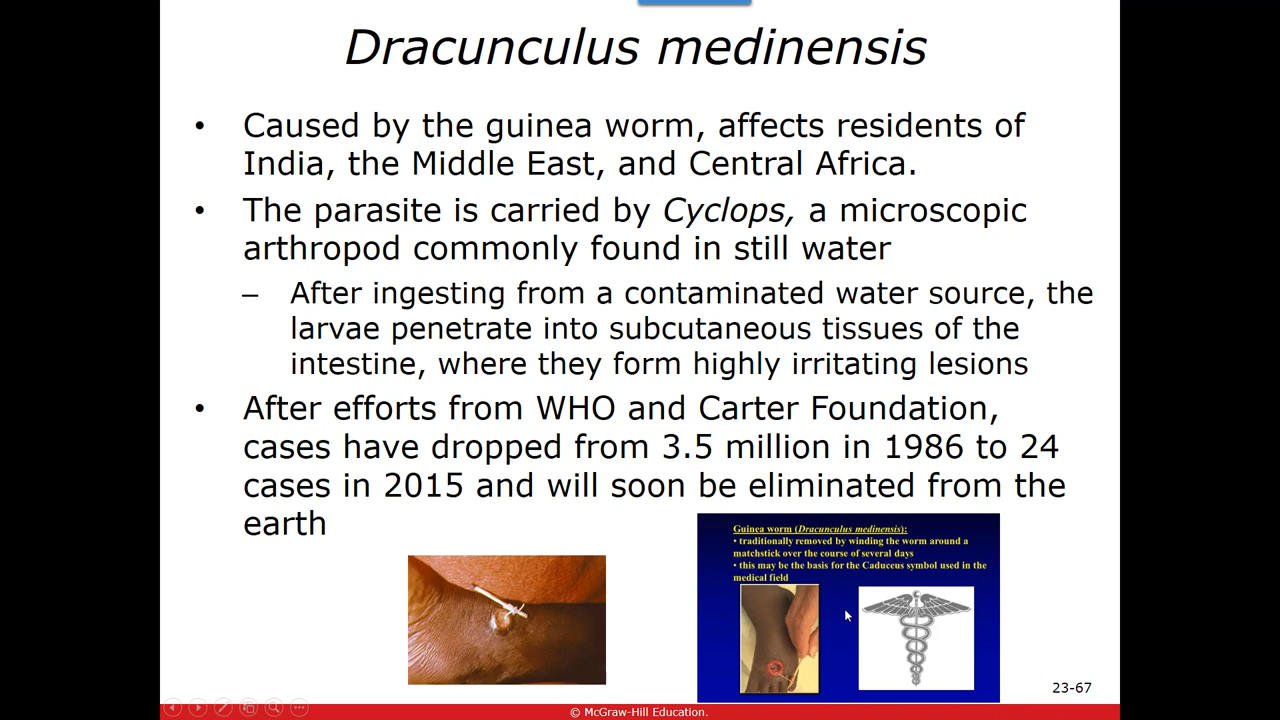 Dracunculus medinensis
• Caused by the guinea worm, affects residents of
India, the Middle East, and Central Africa.
• The parasite is carried by Cyclops, a microscopic
arthropod commonly found in still water
– After ingesting from a contaminated water source, the
larvae penetrate into subcutaneous tissues of the
intestine, where they form highly irritating lesions
• After efforts from WHO and Carter Foundation,
cases have dropped from 3.5 million in 1986 to 24
cases in 2015 and will soon be eliminated from the
earth
Guinea worm (Dracunculus medinensis):
• traditionally removed by winding the worm around a
matchstick over the course of several days
• this may be the basis for the Caduceus symbol used in the
medical field
23-67
© McGraw-Hill Education.